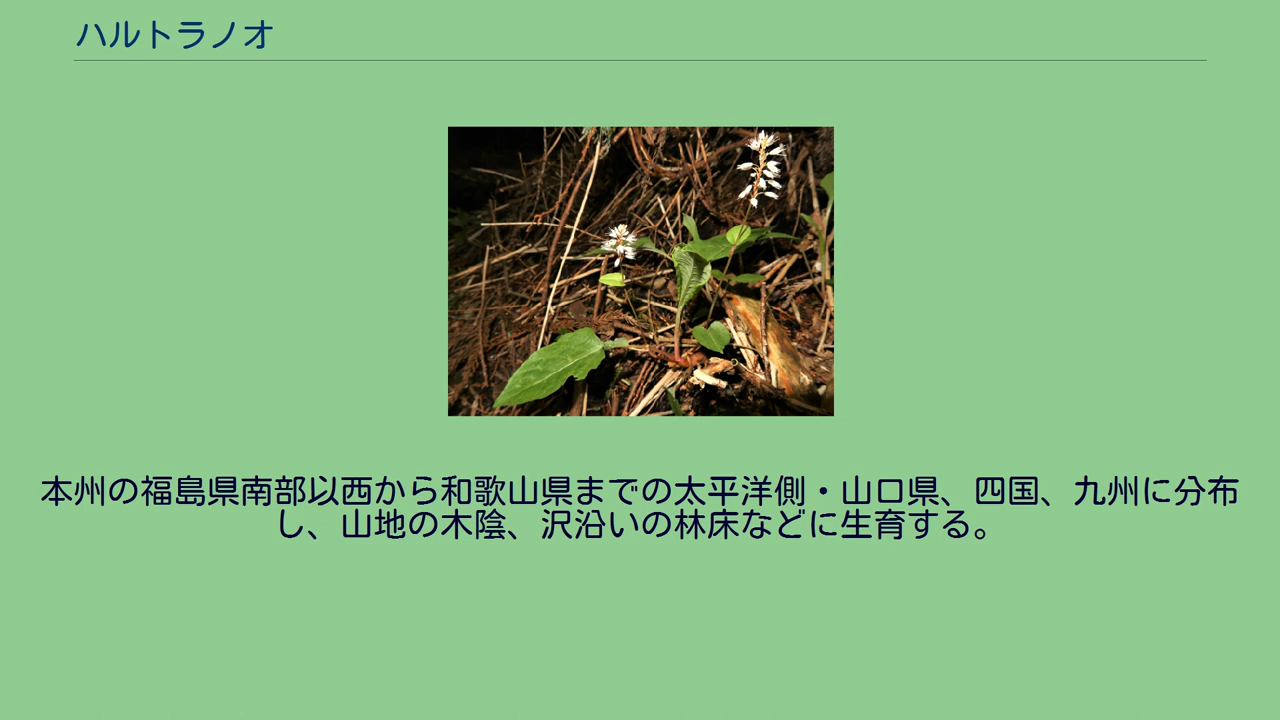 ハルトラノオ
本州の福島県南部以西から和歌山県までの太平洋側・山口県、四国、九州に分布
し、山地の木陰、沢沿いの林床などに生育する。